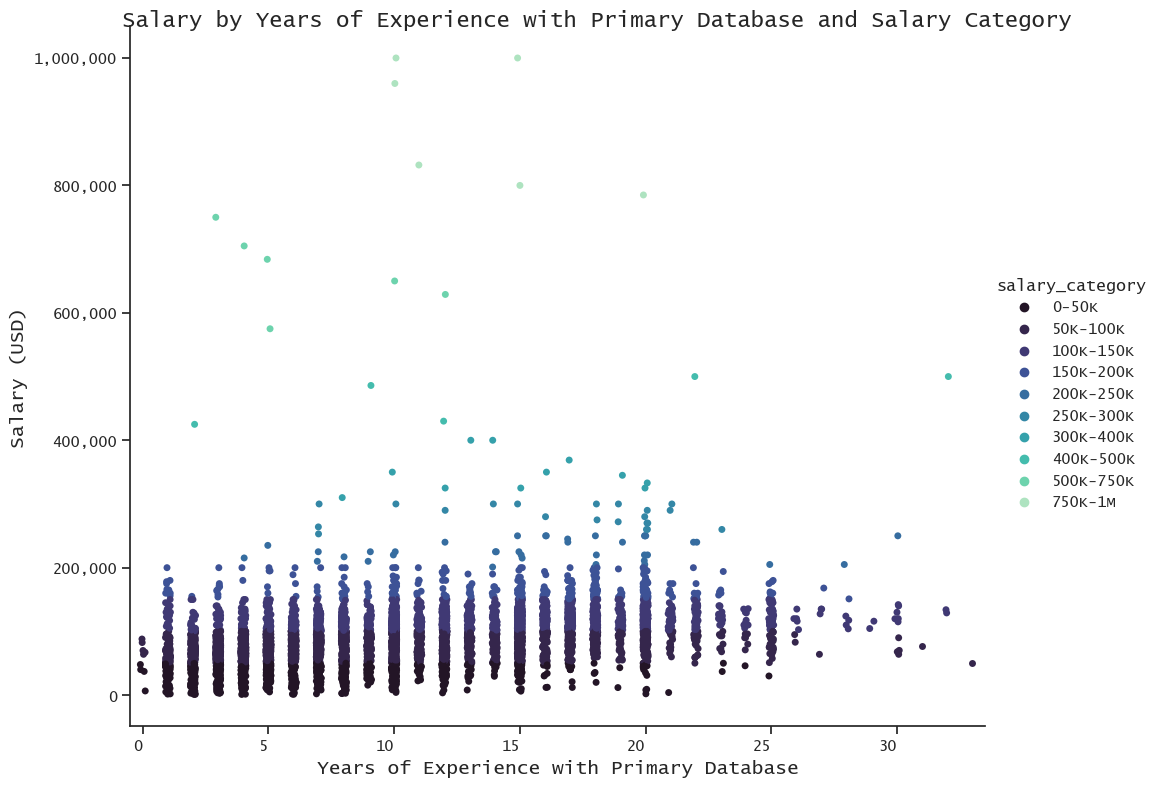 Salary by Years of Experience with Primary Database and Salary Category
1,000,000
800,000
600,000
400,000
200,000
0
Salary (USD)
0 5 10 15 20 25 30
Years of Experience with Primary Database
salary_category
0-50K
50K-100K
100K-150K
150K-200K
200K-250K
250K-300K
300K-400K
400K-500K
500K-750K
750K-1M